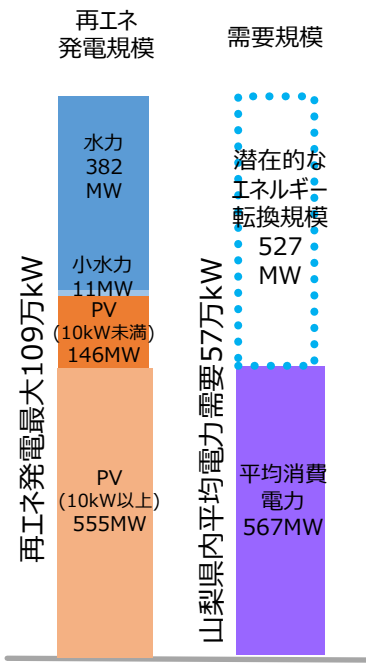 再エネ
発電規模
需要規模
再エネ発電最大109万kW
水力
382
MW
小水力
11MW
PV
(10kW未満)
146MW
PV
(10kW以上)
555MW
山梨県内平均電力需要57万kW
潜在的な
エネルギー
転換規模
527
MW
平均消費
電力
567MW